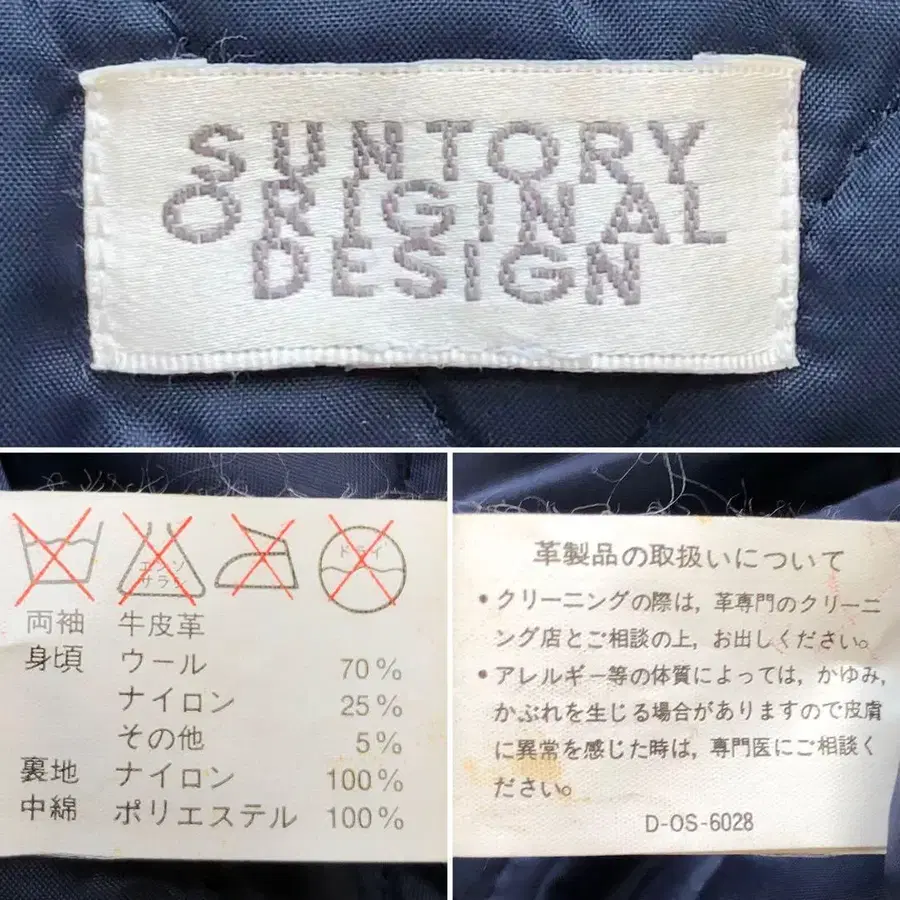 SUNTORY
ORIGINAL
DESIGN
エンソ
サラシ
ドライ
両袖 牛皮革
身頃 ウール 70%
ナイロン 25%
その他 5%
裏地 ナイロン 100%
中綿 ポリエステル 100%
革製品の取扱いについて
•クリーニングの際は,革専門のクリーニ
ング店とご相談の上,お出しください。
•アレルギー等の体質によっては,かゆみ,
かぶれを生じる場合がありますので皮膚
に異常を感じた時は,専門医にご相談く
ださい。
D-OS-6028